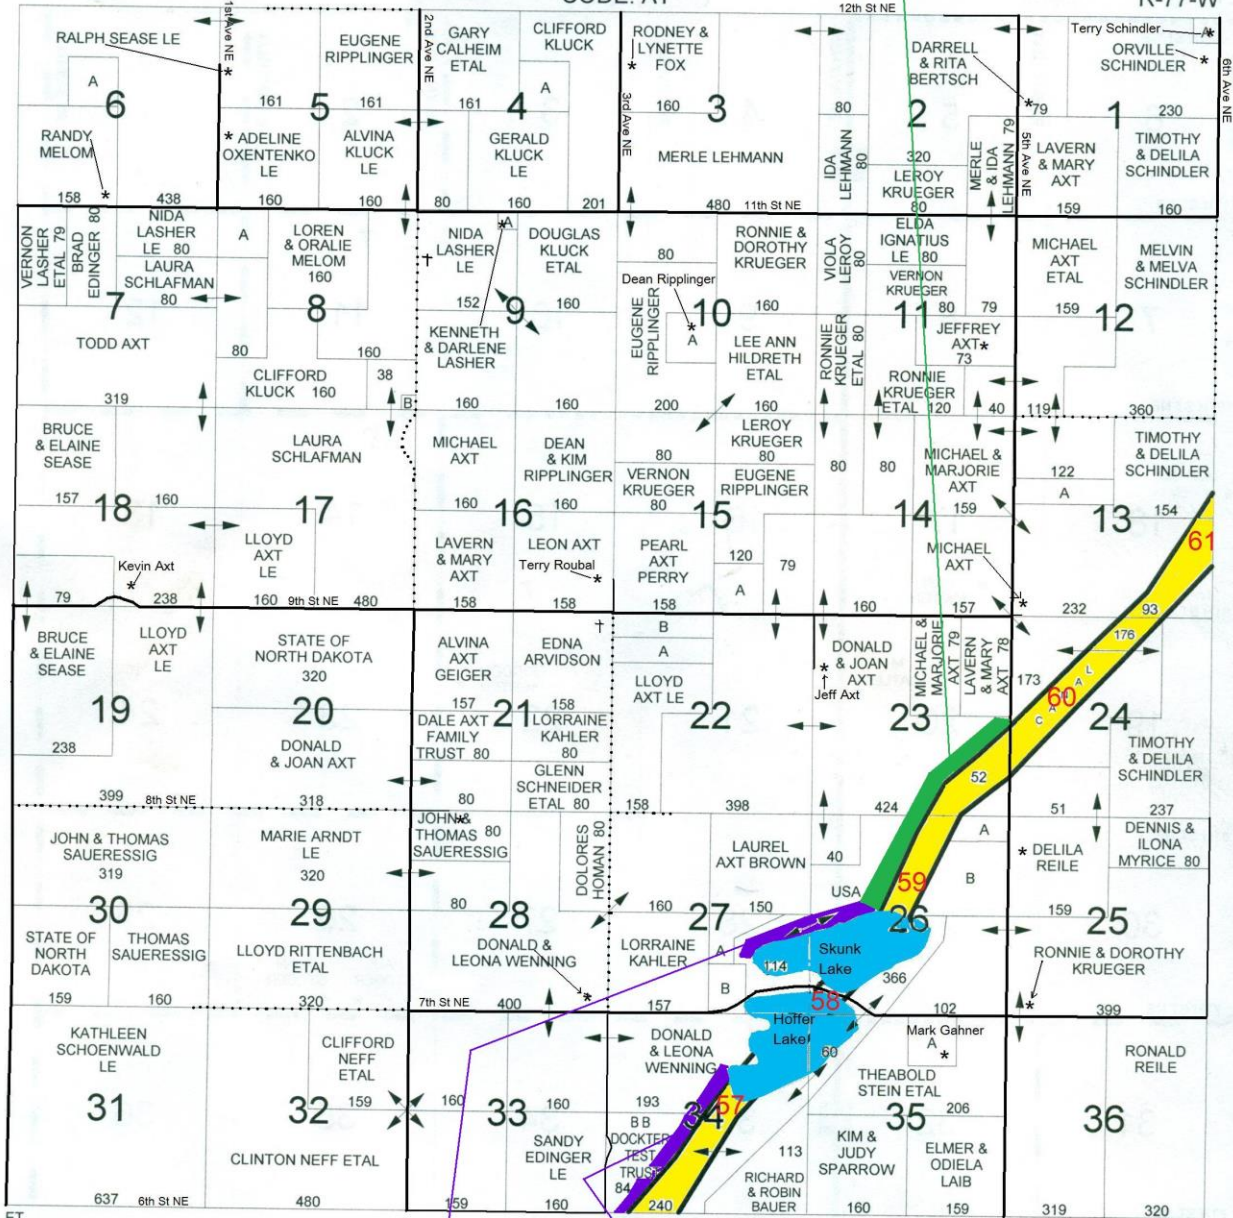 CODE: AT
R-77-W
12th St NE
1st Ave NE
2nd Ave NE
3rd Ave NE
5th Ave NE
6th Ave NE
RALPH SEASE LE
A
6
RANDY
MELOM
158
438
EUGENE
RIPPLINGER
161
5
161
ADELINE
OXENTENKO
LE
160
ALVINA
KLUCK
LE
160
GARY
CALHEIM
ETAL
161
CLIFFORD
KLUCK
A
4
GERALD
KLUCK
LE
80
160
201
RODNEY &
LYNETTE
FOX
160
3
MERLE LEHMANN
480
11th St NE
80
IDA
LEHMANN
80
DARRELL
& RITA
BERTSCH
2
320
LEROY
KRUEGER
80
MERLE
& IDA
LEHMANN 79
79
Terry Schindler
A
ORVILLE
SCHINDLER
1
230
LAVERN
& MARY
AXT
159
TIMOTHY
& DELILA
SCHINDLER
160
VERNON
LASHER
ETAL 79
BRAD
EDINGER 80
NIDA
LASHER
LE 80
LAURA
SCHLAFMAN
80
7
TODD AXT
319
A
LOREN
& ORALIE
MELOM
160
8
80
160
CLIFFORD
KLUCK 160
38
B
NIDA
LASHER
LE
152
A
DOUGLAS
KLUCK
ETAL
9
160
KENNETH
& DARLENE
LASHER
160
160
80
Dean Ripplinger
EUGENE
RIPPLINGER
A
10
200
RONNIE &
DOROTHY
KRUEGER
160
LEE ANN
HILDRETH
ETAL
160
VIOLA
LEROY
RONNIE
KRUEGER
ETAL 80
ELDA
IGNATIUS
LE 80
VERNON
KRUEGER
80
11
79
JEFFREY
AXT
73
RONNIE
KRUEGER
ETAL 120
40
MICHAEL
AXT
ETAL
159
12
MELVIN
& MELVA
SCHINDLER
119
360
BRUCE
& ELAINE
SEASE
157
18
160
Kevin Axt
79
238
LAURA
SCHLAFMAN
17
LLOYD
AXT
LE
160
9th St NE
480
MICHAEL
AXT
160
DEAN
& KIM
RIPPLINGER
160
16
LAVERN
& MARY
AXT
158
LEON AXT
Terry Roubal
158
LEROY
KRUEGER
80
VERNON
KRUEGER
80
EUGENE
RIPPLINGER
15
PEARL
AXT
PERRY
158
120
A
79
80
80
MICHAEL &
MARJORIE
AXT
14
159
MICHAEL
AXT
160
157
122
A
TIMOTHY
& DELILA
SCHINDLER
13
154
61
232
93
BRUCE
& ELAINE
SEASE
19
238
LLOYD
AXT
LE
399
8th St NE
STATE OF
NORTH DAKOTA
320
20
DONALD
& JOAN AXT
318
ALVINA
AXT
GEIGER
157
EDNA
ARVIDSON
158
21
DALE AXT
FAMILY
TRUST 80
LORRAINE
KAHLER
80
GLENN
SCHNEIDER
ETAL 80
80
B
A
LLOYD
AXT LE
22
158
398
DONALD
& JOAN
AXT
Jeff Axt
MICHAEL &
MARJORIE
AXT 79
LAVERN
& MARY
AXT 78
23
424
52
173
176
CANAL
60
24
TIMOTHY
& DELILA
SCHINDLER
51
237
JOHN & THOMAS
SAUERESSIG
319
30
STATE OF
NORTH
DAKOTA
159
THOMAS
SAUERESSIG
160
MARIE ARNDT
LE
320
29
LLOYD RITTENBACH
ETAL
320
JOHN &
THOMAS
SAUERESSIG
80
80
28
DOLORES
HOMAN 80
DONALD &
LEONA WENNING
7th St NE
400
LAUREL
AXT BROWN
160
27
150
LORRAINE
KAHLER
A
B
157
114
40
USA
59
26
A
B
Skunk
Lake
366
58
102
DELILA
REILE
DENNIS &
ILONA
MYRICE 80
159
25
RONNIE & DOROTHY
KRUEGER
399
KATHLEEN
SCHOENWALD
LE
31
637
6th St NE
CLIFFORD
NEFF
ETAL
159
32
CLINTON NEFF ETAL
480
160
33
160
SANDY
EDINGER
LE
159
160
DONALD
& LEONA
WENNING
193
34
57
B B
DOCKTER
TEST
TRUST
84
240
Hoffer
Lake
60
113
RICHARD
& ROBIN
BAUER
Mark Gahner
A
THEABOLD
STEIN ETAL
35
206
KIM &
JUDY
SPARROW
160
ELMER &
ODIELA
LAIB
159
RONALD
REILE
36
319
320